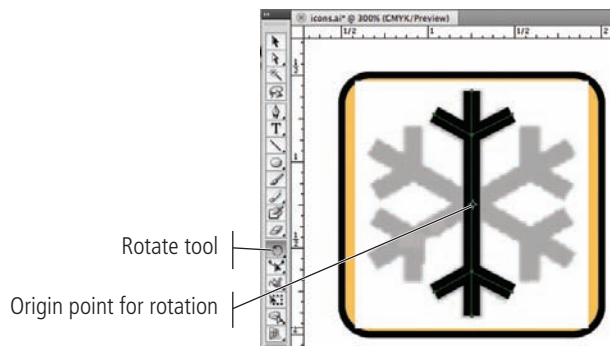 icons.ai* @ 300% (CMYK/Preview)
1/2 1 1/2 2
T
Rotate tool
Origin point for rotation